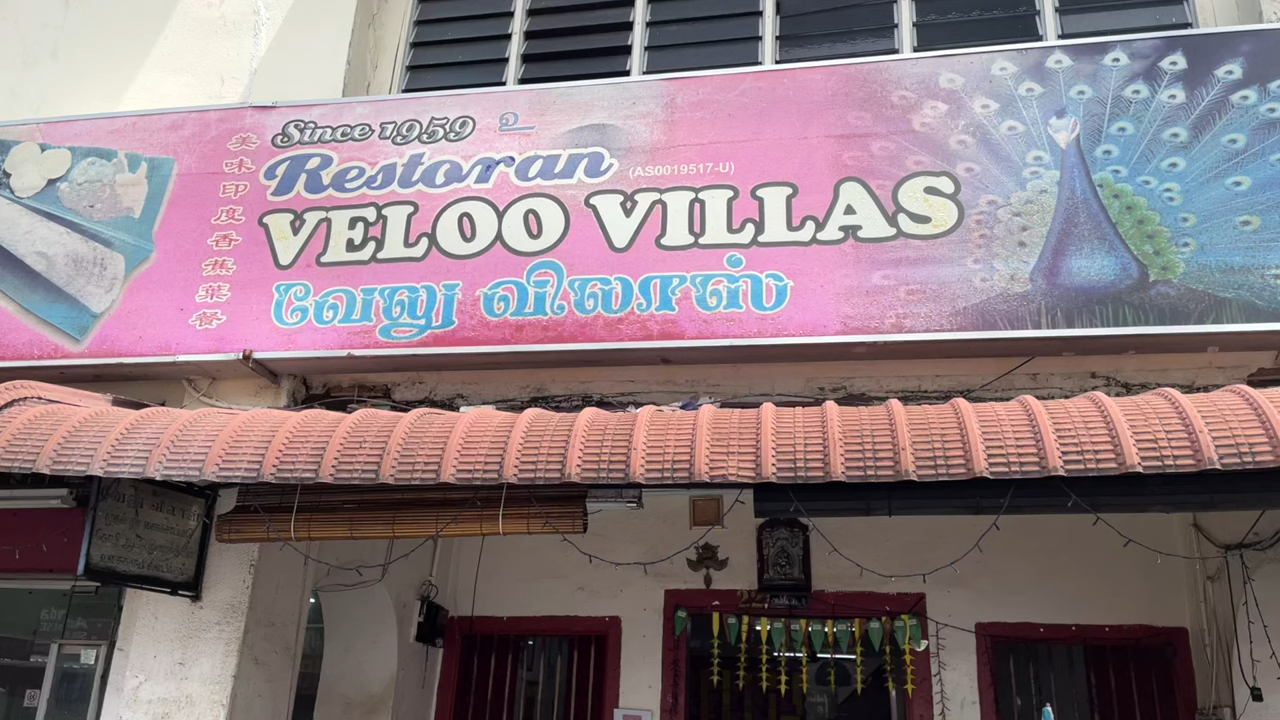 Since 1959 உ
Restoran (AS0019517-U)
VELOO VILLAS
வேலு விலாஸ்
美味印度香蕉葉餐